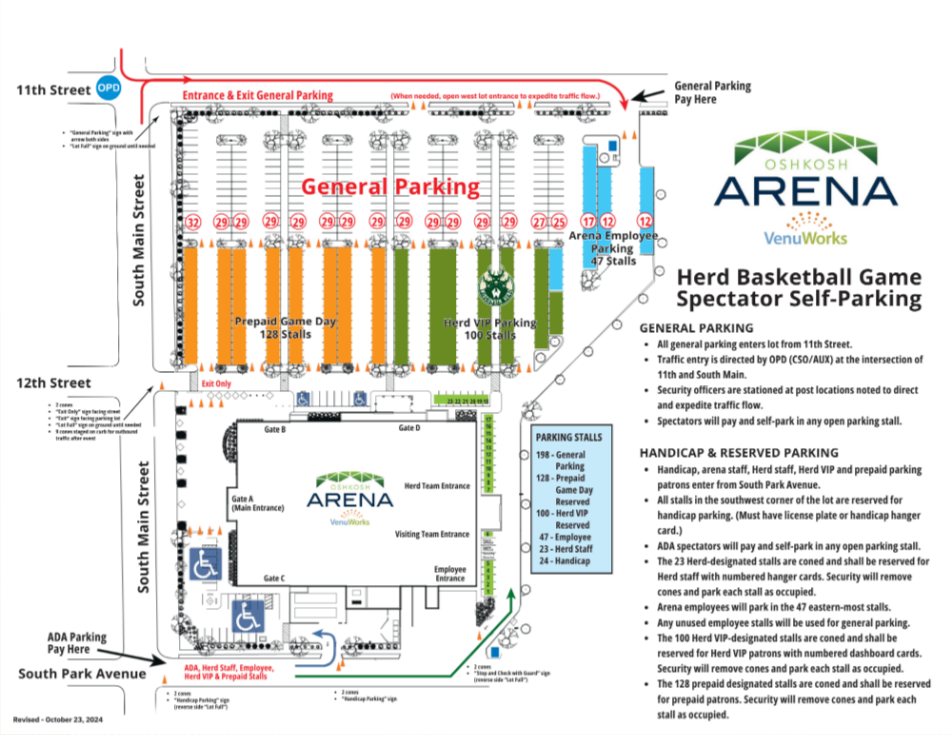 11th Street
OPD
Entrance & Exit General Parking
(When needed, open west lot entrance to expedite traffic flow.)
General Parking
Pay Here
• "General Parking" sign with
arrow both sides
• "Lot Full" sign on ground until needed
South Main Street
General Parking
32 29 29 29 29 29 29 29 29 29 29 29 27 25 17 12 12
Arena Employee
Parking
47 Stalls
Prepaid Game Day
128 Stalls
Herd VIP Parking
100 Stalls
12th Street
Exit Only
• 2 cones
• "Exit Only" sign facing street
• "Exit" sign facing parking lot
• "Lot Full" sign on ground until needed
• 9 cones staged on curb for outbound
traffic after event
South Main Street
Gate B
Gate D
Herd Team Entrance
Gate A
(Main Entrance)
OSHKOSH
ARENA
VenuWorks
Visiting Team Entrance
Employee
Entrance
Gate C
PARKING STALLS
198 - General
Parking
128 - Prepaid
Game Day
Reserved
100 - Herd VIP
Reserved
47 - Employee
23 - Herd Staff
24 - Handicap
ADA Parking
Pay Here
South Park Avenue
ADA, Herd Staff, Employee,
Herd VIP & Prepaid Stalls
• 2 cones
• "Handicap Parking" sign
(reverse side "Lot Full")
• 2 cones
• "Handicap Parking" sign
• 2 cones
• "Stop and Check with Guard" sign
(reverse side "Lot Full")
Revised - October 23, 2024
OSHKOSH
ARENA
VenuWorks
Herd Basketball Game
Spectator Self-Parking
GENERAL PARKING
• All general parking enters lot from 11th Street.
• Traffic entry is directed by OPD (CSO/AUX) at the intersection of
11th and South Main.
• Security officers are stationed at post locations noted to direct
and expedite traffic flow.
• Spectators will pay and self-park in any open parking stall.
HANDICAP & RESERVED PARKING
• Handicap, arena staff, Herd staff, Herd VIP and prepaid parking
patrons enter from South Park Avenue.
• All stalls in the southwest corner of the lot are reserved for
handicap parking. (Must have license plate or handicap hanger
card.)
• ADA spectators will pay and self-park in any open parking stall.
• The 23 Herd-designated stalls are coned and shall be reserved for
Herd staff with numbered hanger cards. Security will remove
cones and park each stall as occupied.
• Arena employees will park in the 47 eastern-most stalls.
• Any unused employee stalls will be used for general parking.
• The 100 Herd VIP-designated stalls are coned and shall be
reserved for Herd VIP patrons with numbered dashboard cards.
Security will remove cones and park each stall as occupied.
• The 128 prepaid designated stalls are coned and shall be reserved
for prepaid patrons. Security will remove cones and park each
stall as occupied.